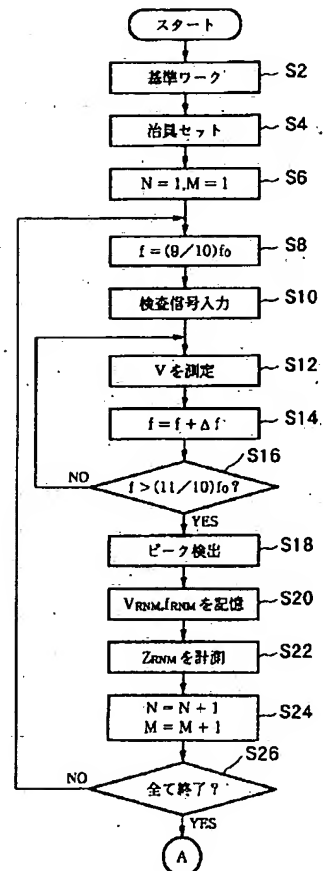 スタート
基準ワーク
S2
治具セット
S4
N = 1,M = 1
S6
f = (9/10)f0
S8
検査信号入力
S10
V を測定
S12
f = f + Δf
S14
S16
f > (11/10)f0 ?
NO
YES
ピーク検出
S18
VRNM,fRNM を記憶
S20
ZRNM を計測
S22
N = N + 1
M = M + 1
S24
S26
全て終了 ?
NO
YES
A